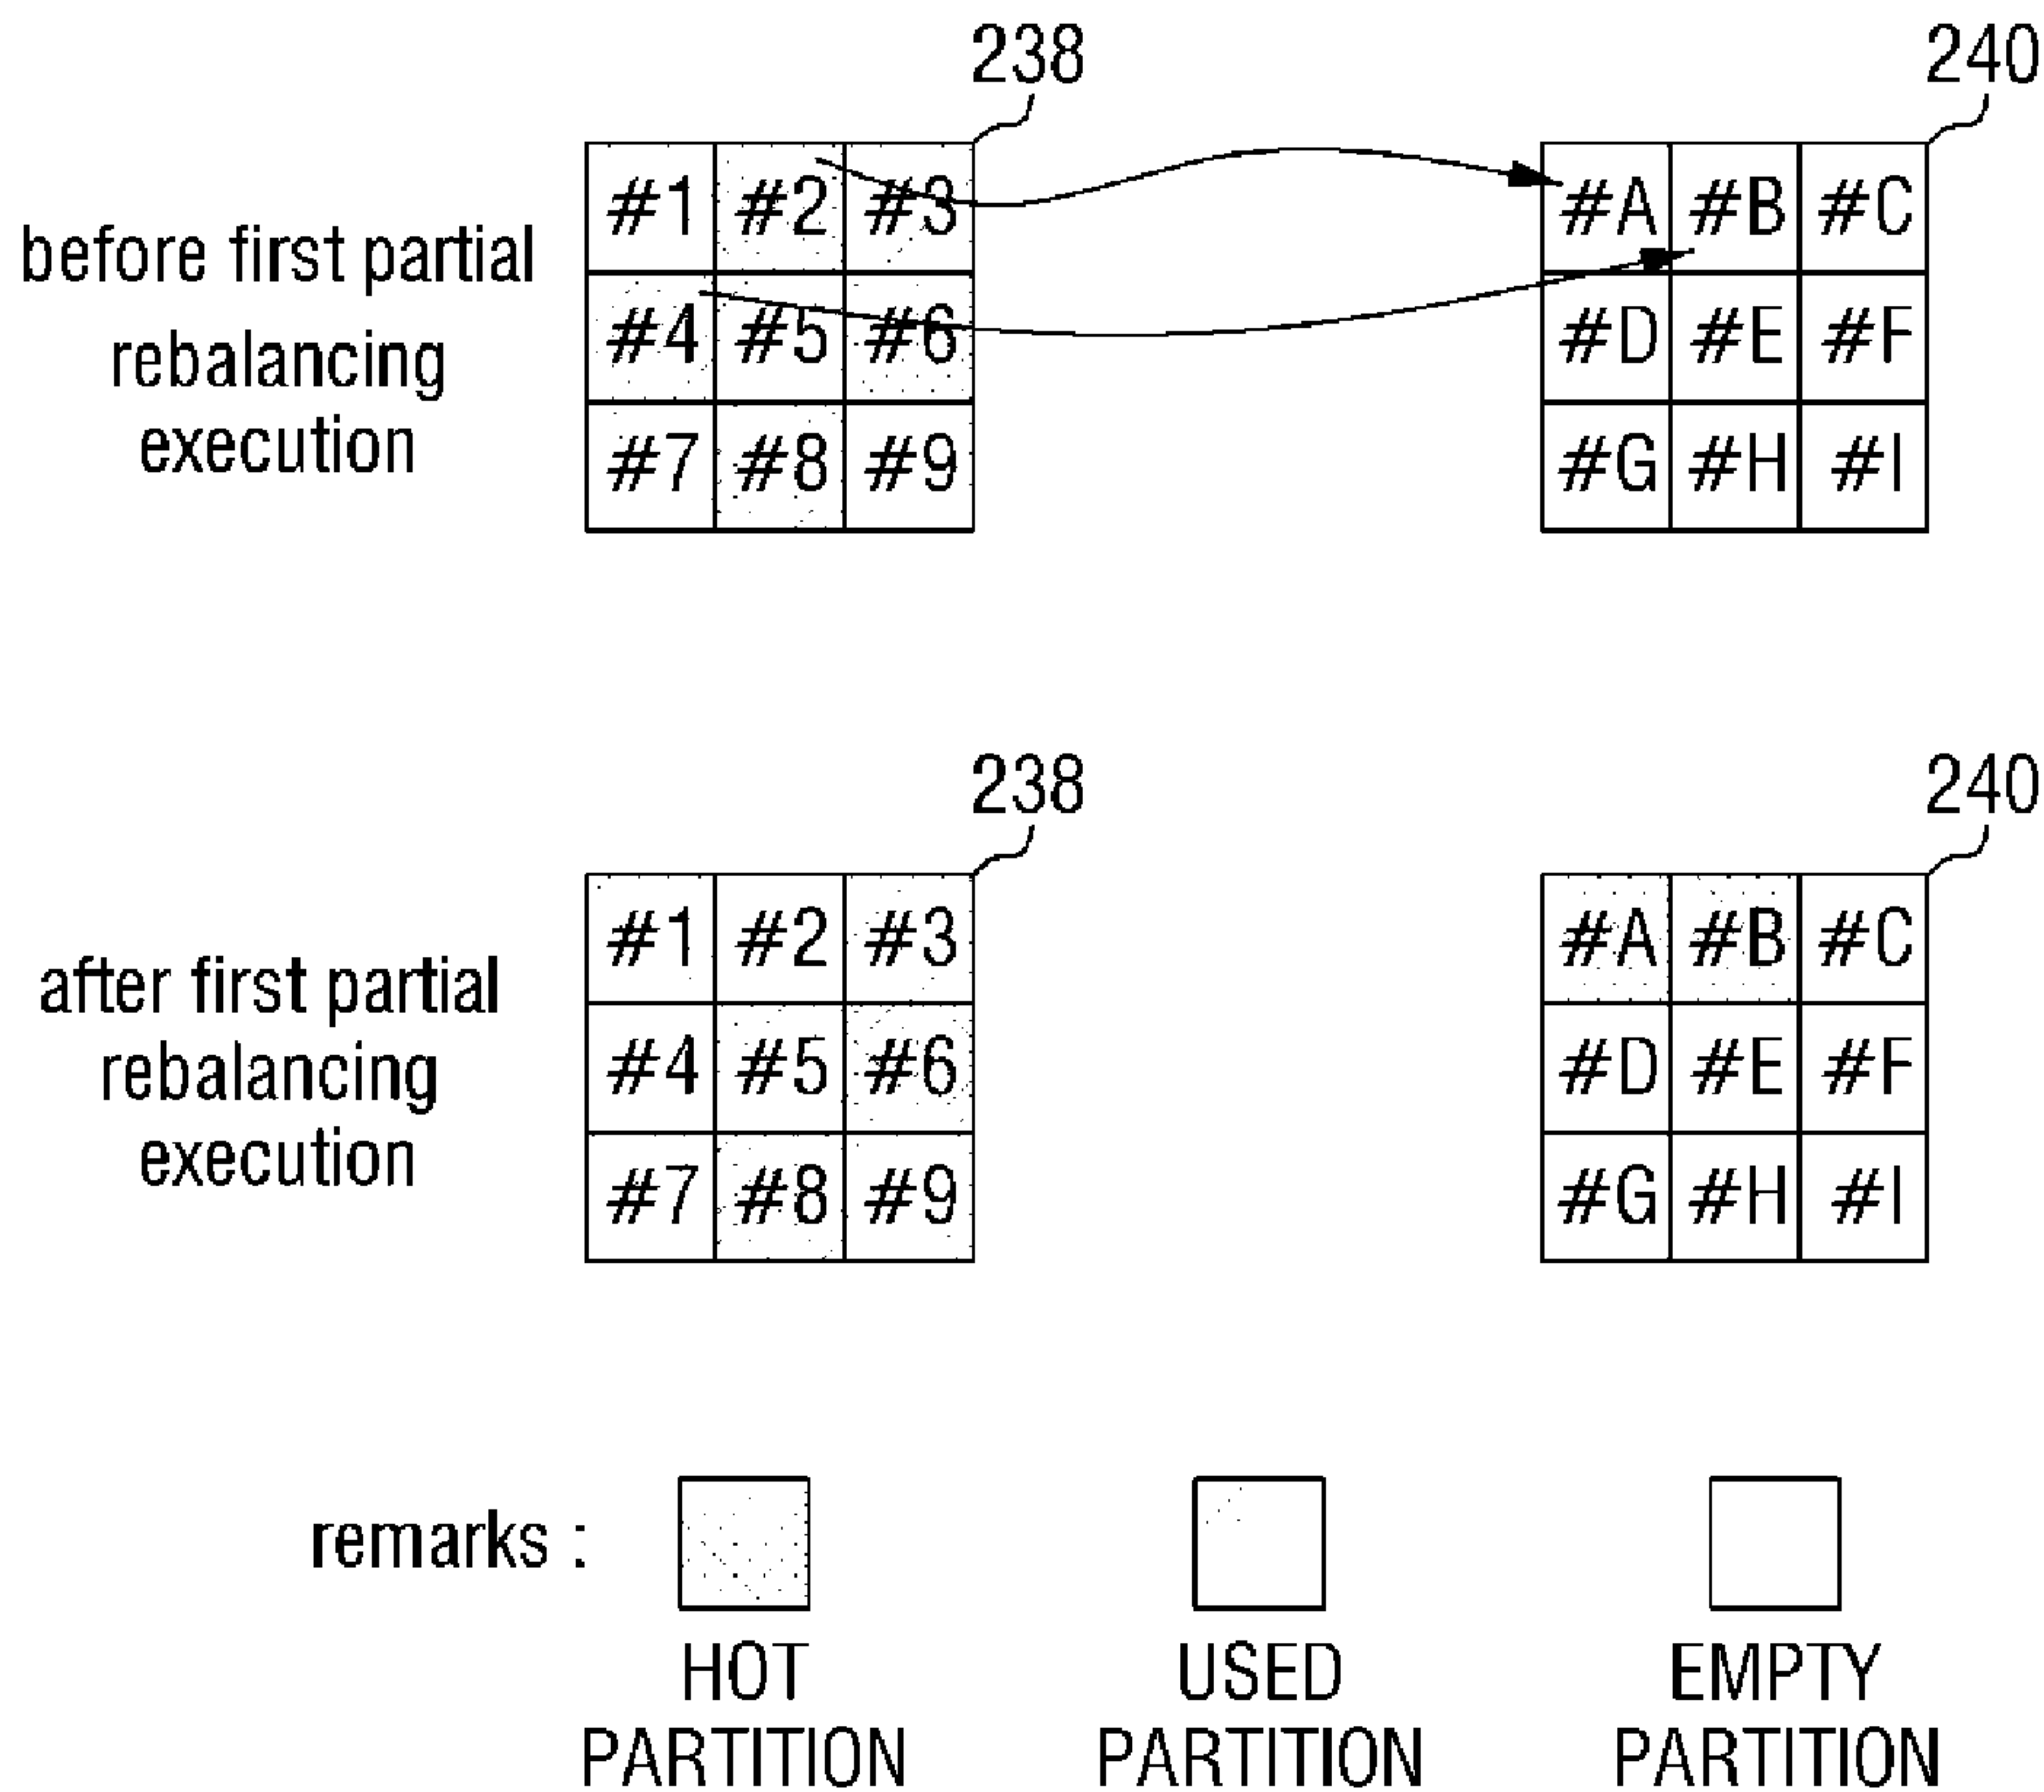 238
240
#1 #2 #3
#A #B #C
before first partial
rebalancing
execution
#4 #5 #6
#D #E #F
#7 #8 #9
#G #H #I
238
240
#1 #2 #3
#A #B #C
after first partial
rebalancing
execution
#4 #5 #6
#D #E #F
#7 #8 #9
#G #H #I
remarks :
HOT
PARTITION
USED
PARTITION
EMPTY
PARTITION